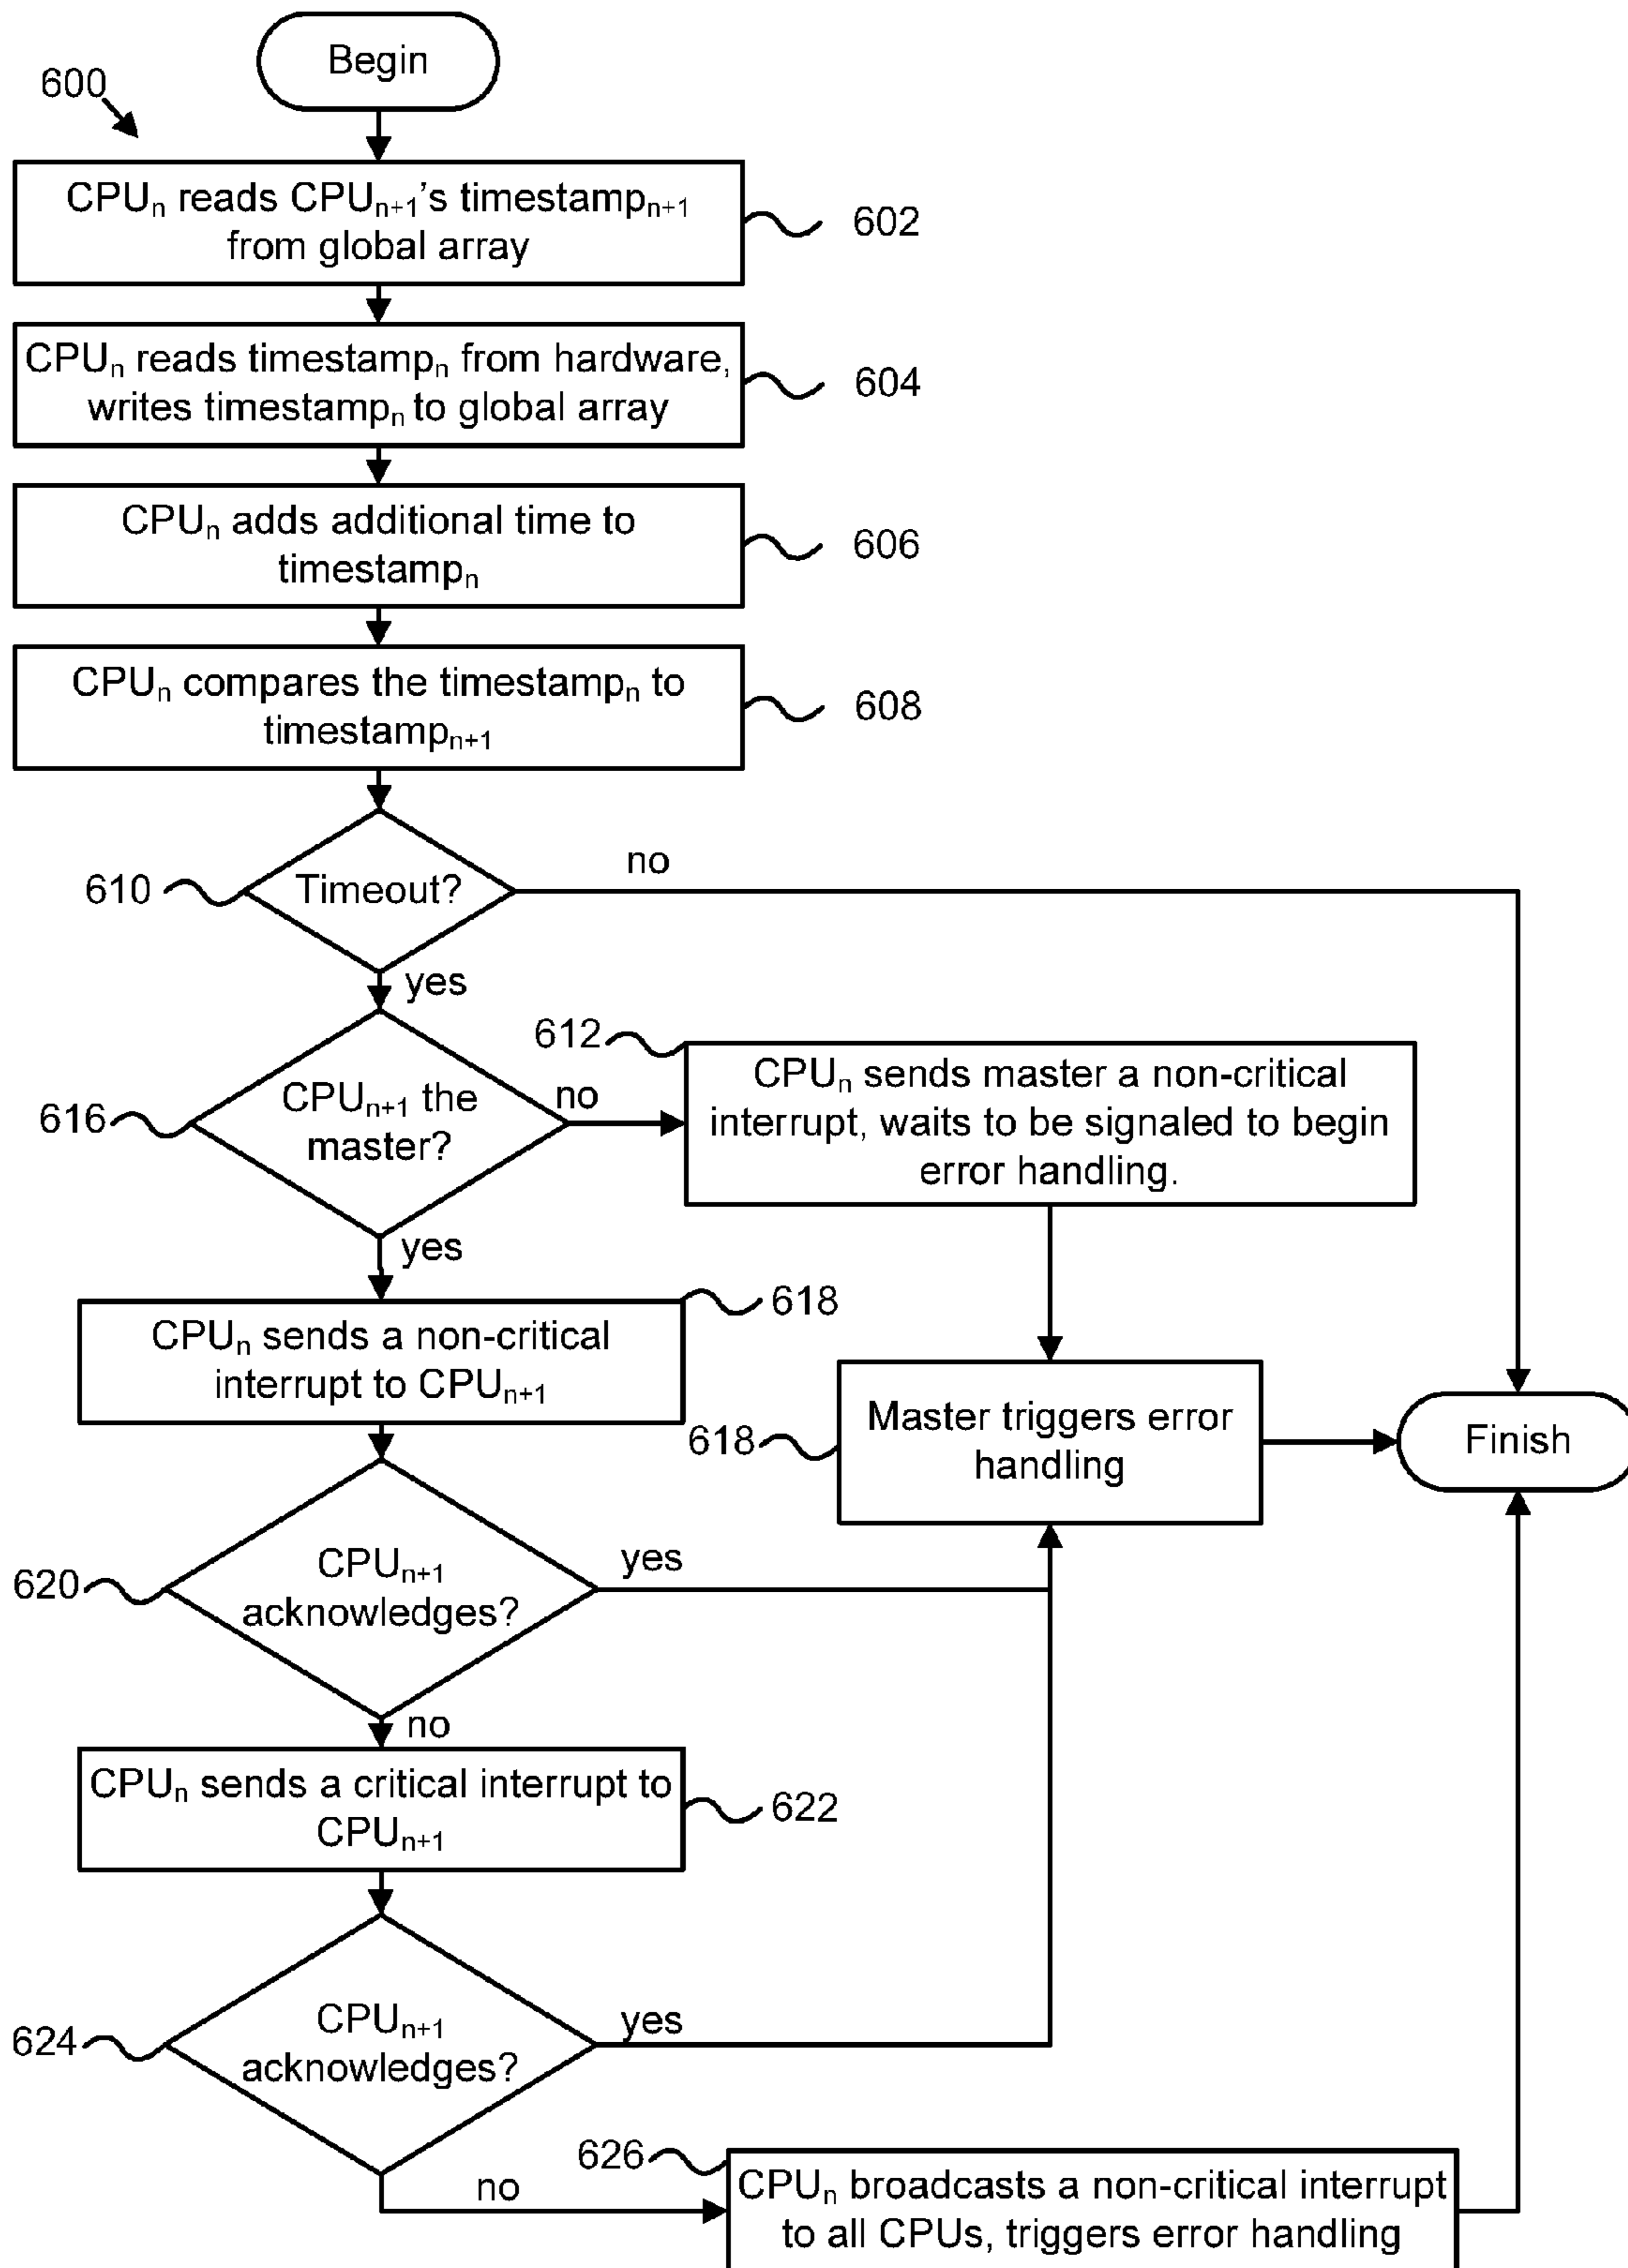 Begin
600
CPUn reads CPUn+1's timestampn+1
from global array
602
CPUn reads timestampn from hardware,
writes timestampn to global array
604
CPUn adds additional time to
timestampn
606
CPUn compares the timestampn to
timestampn+1
608
no
610
Timeout?
yes
612
CPUn sends master a non-critical
interrupt, waits to be signaled to begin
error handling.
616
CPUn+1 the
master?
no
yes
618
CPUn sends a non-critical
interrupt to CPUn+1
618
Master triggers error
handling
Finish
620
CPUn+1
acknowledges?
yes
no
CPUn sends a critical interrupt to
CPUn+1
622
624
CPUn+1
acknowledges?
yes
no
626
CPUn broadcasts a non-critical interrupt
to all CPUs, triggers error handling